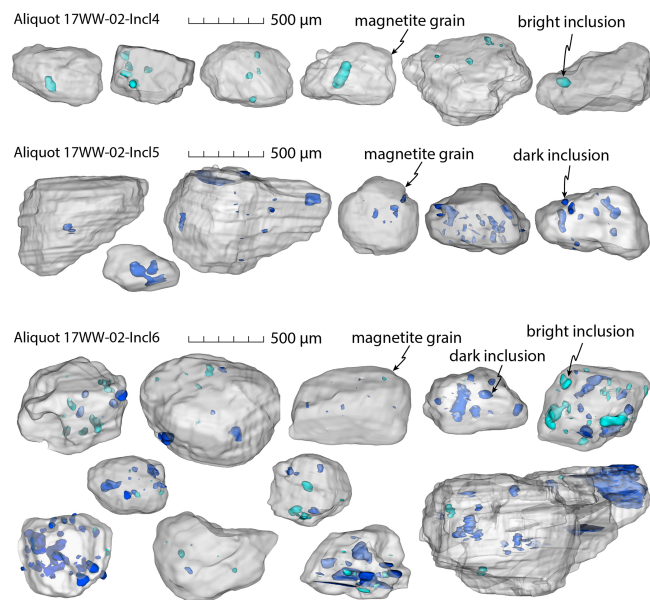 Aliquot 17WW-02-Incl4 500 μm magnetite grain bright inclusion
Aliquot 17WW-02-Incl5 500 μm magnetite grain dark inclusion
Aliquot 17WW-02-Incl6 500 μm magnetite grain bright inclusion
dark inclusion